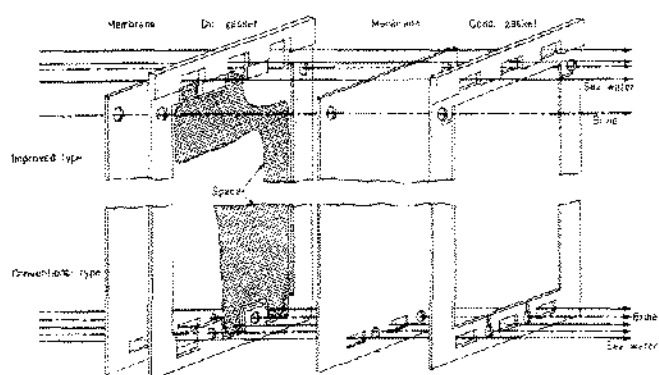 Membrane
Dil. gasket
Membrane
Conc. gasket
Sea water
Brine
Improved type
Spacer
Conventional type
Brine
Sea water